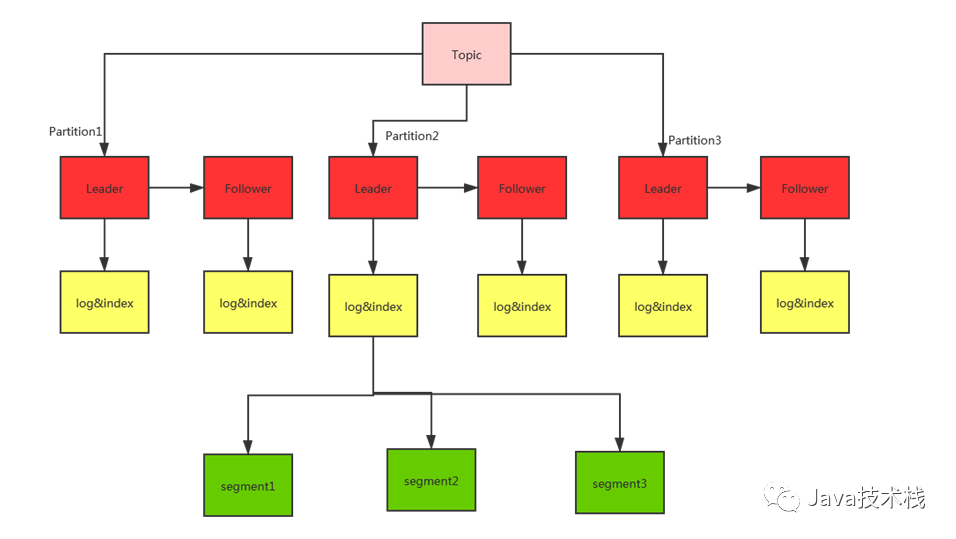 Topic
Partition1
Partition2
Partition3
Leader
Follower
Leader
Follower
Leader
Follower
log&index
log&index
log&index
log&index
log&index
log&index
segment1
segment2
segment3
Java技术栈